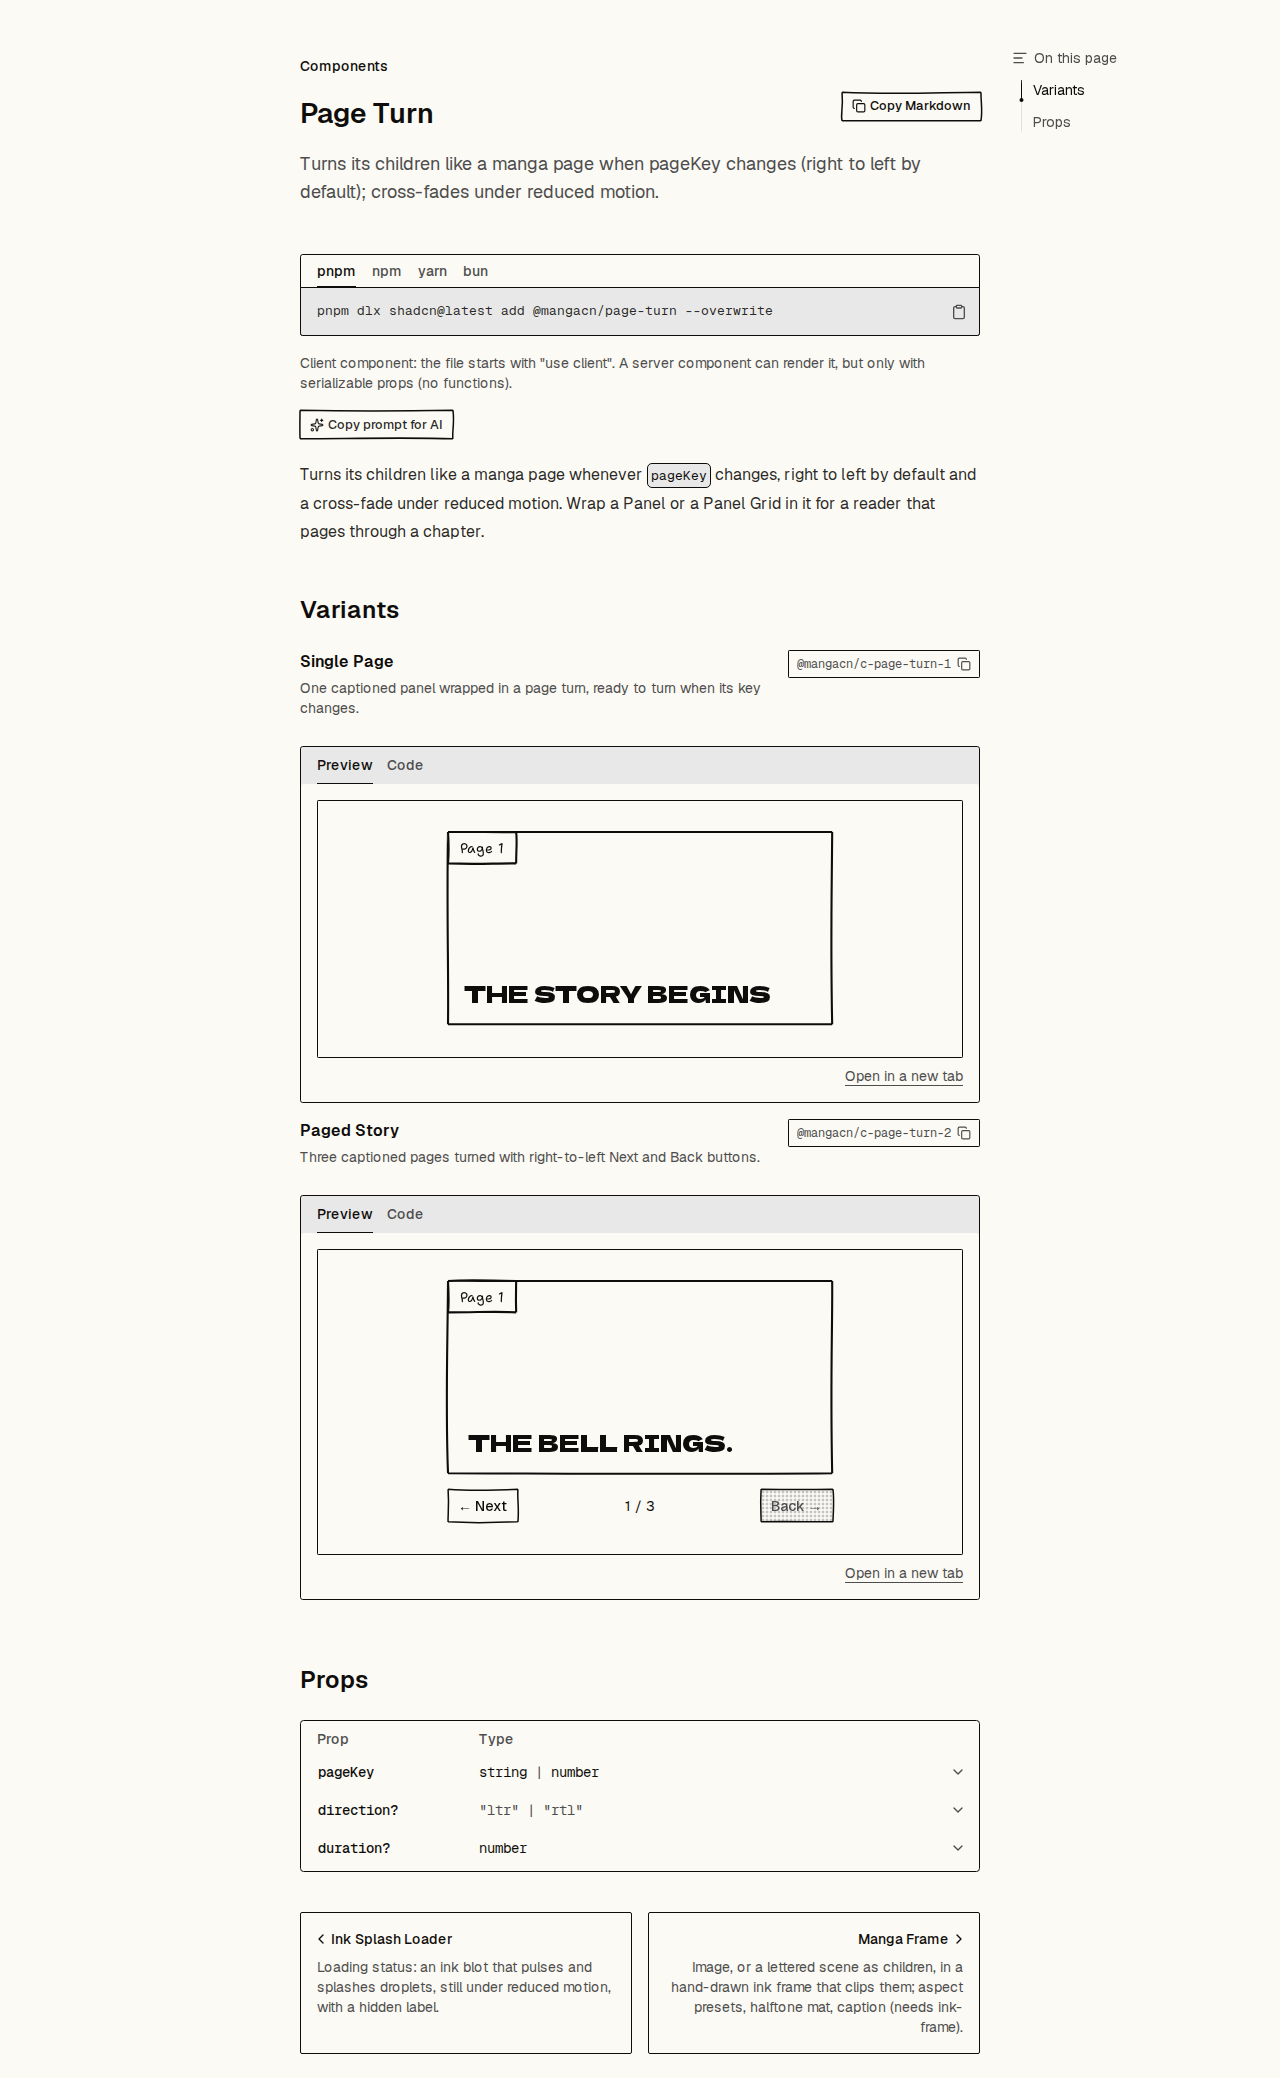 Components
On this page
Page Turn
Copy Markdown
Variants
Props
Turns its children like a manga page when pageKey changes (right to left by
default); cross-fades under reduced motion.
pnpm npm yarn bun
pnpm dlx shadcn@latest add @mangacn/page-turn --overwrite
Client component: the file starts with "use client". A server component can render it, but only with
serializable props (no functions).
Copy prompt for AI
Turns its children like a manga page whenever pageKey changes, right to left by default and
a cross-fade under reduced motion. Wrap a Panel or a Panel Grid in it for a reader that
pages through a chapter.
Variants
Single Page
@mangacn/c-page-turn-1
One captioned panel wrapped in a page turn, ready to turn when its key
changes.
Preview Code
Page 1
THE STORY BEGINS
Open in a new tab
Paged Story
@mangacn/c-page-turn-2
Three captioned pages turned with right-to-left Next and Back buttons.
Preview Code
Page 1
THE BELL RINGS.
← Next 1 / 3 Back →
Open in a new tab
Props
Prop Type
pageKey string | number
direction? "ltr" | "rtl"
duration? number
Ink Splash Loader
Loading status: an ink blot that pulses and
splashes droplets, still under reduced motion,
with a hidden label.
Manga Frame
Image, or a lettered scene as children, in a
hand-drawn ink frame that clips them; aspect
presets, halftone mat, caption (needs ink-
frame).